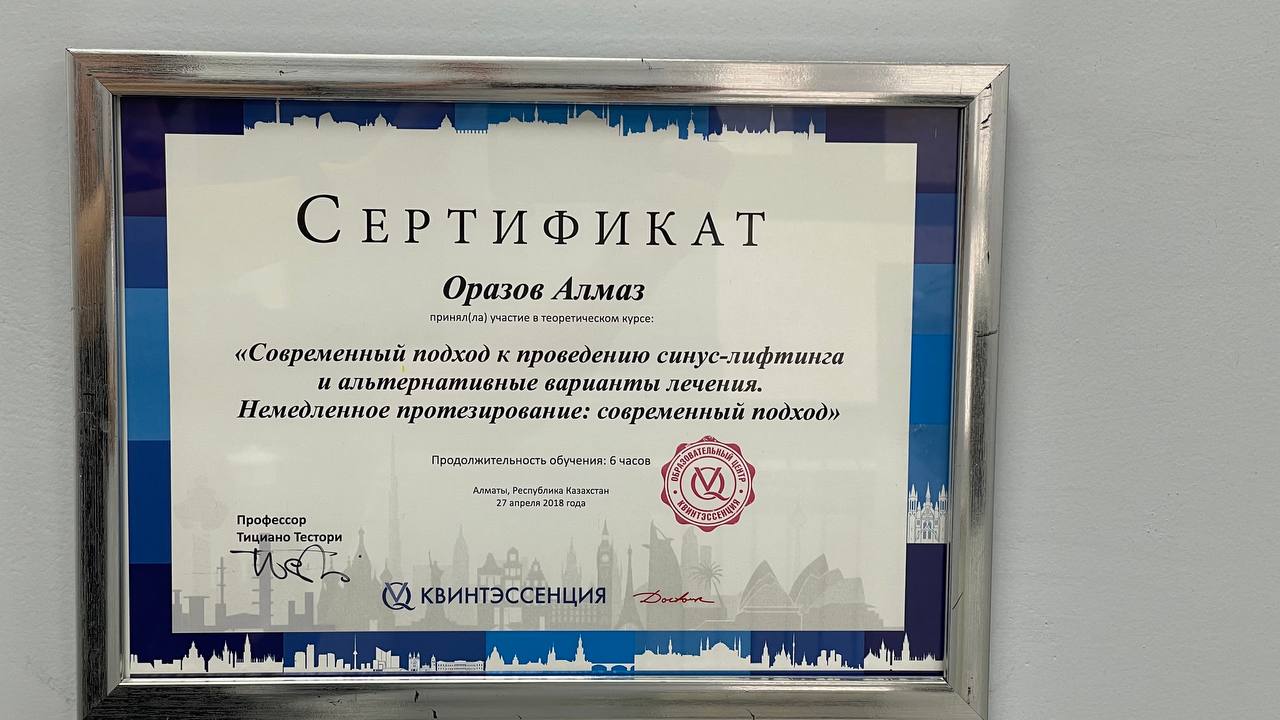 СЕРТИФИКАТ
Оразов Алмаз
принял(ла) участие в теоретическом курсе:
«Современный подход к проведению синус-лифтинга
и альтернативные варианты лечения.
Немедленное протезирование: современный подход»
Продолжительность обучения: 6 часов
ОБРАЗОВАТЕЛЬНЫЙ ЦЕНТР
КВИНТЭССЕНЦИЯ
Алматы, Республика Казахстан
27 апреля 2018 года
Профессор
Тициано Тестори
КВИНТЭССЕНЦИЯ